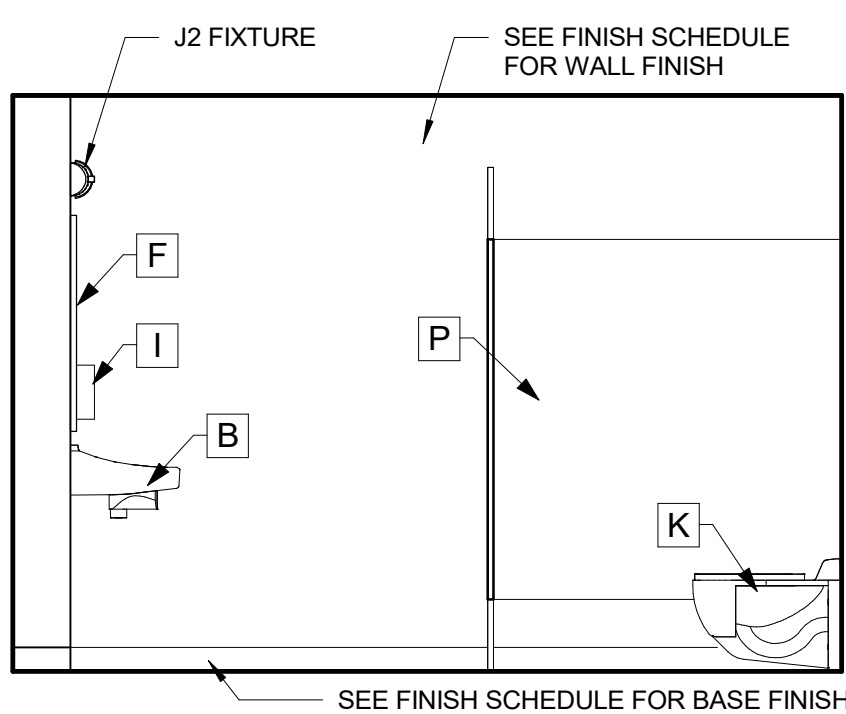 J2 FIXTURE
SEE FINISH SCHEDULE
FOR WALL FINISH
F
I
P
B
K
SEE FINISH SCHEDULE FOR BASE FINISH